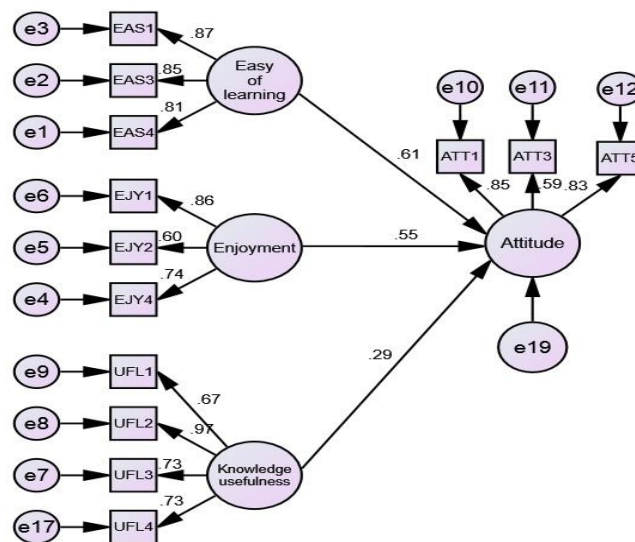 e3
EAS1
.87
e2
EAS3
.85
e1
EAS4
.81
Easy
of
learning
.61
e6
EJY1
.86
e5
EJY2
.60
e4
EJY4
.74
Enjoyment
.55
e9
UFL1
.67
e8
UFL2
.97
e7
UFL3
.73
e17
UFL4
.73
Knowledge
usefulness
.29
e10
e11
e12
ATT1
ATT3
ATT5
.85
.59
.83
Attitude
e19